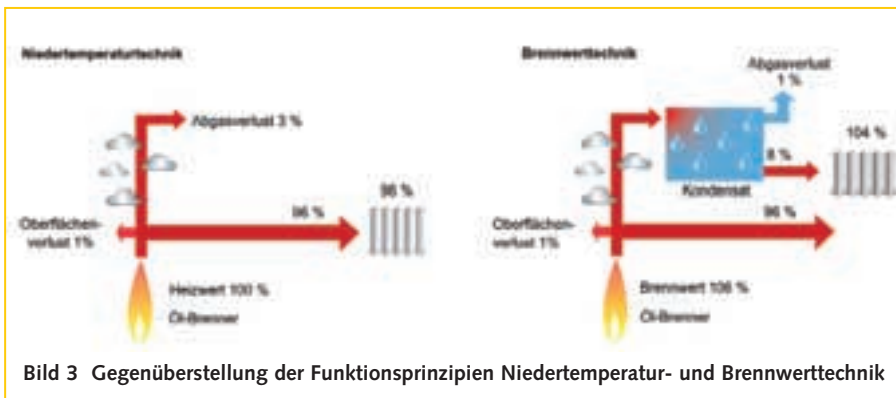 Niedertemperaturtechnik
Abgasverlust 3 %
96 %
96 %
Oberflächen-
verlust 1%
Heizwert 100 %
Öl-Brenner
Brennwerttechnik
Abgasverlust
1 %
104 %
8 %
Kondensat
96 %
Oberflächen-
verlust 1%
Brennwert 106 %
Öl-Brenner
Bild 3 Gegenüberstellung der Funktionsprinzipien Niedertemperatur- und Brennwerttechnik